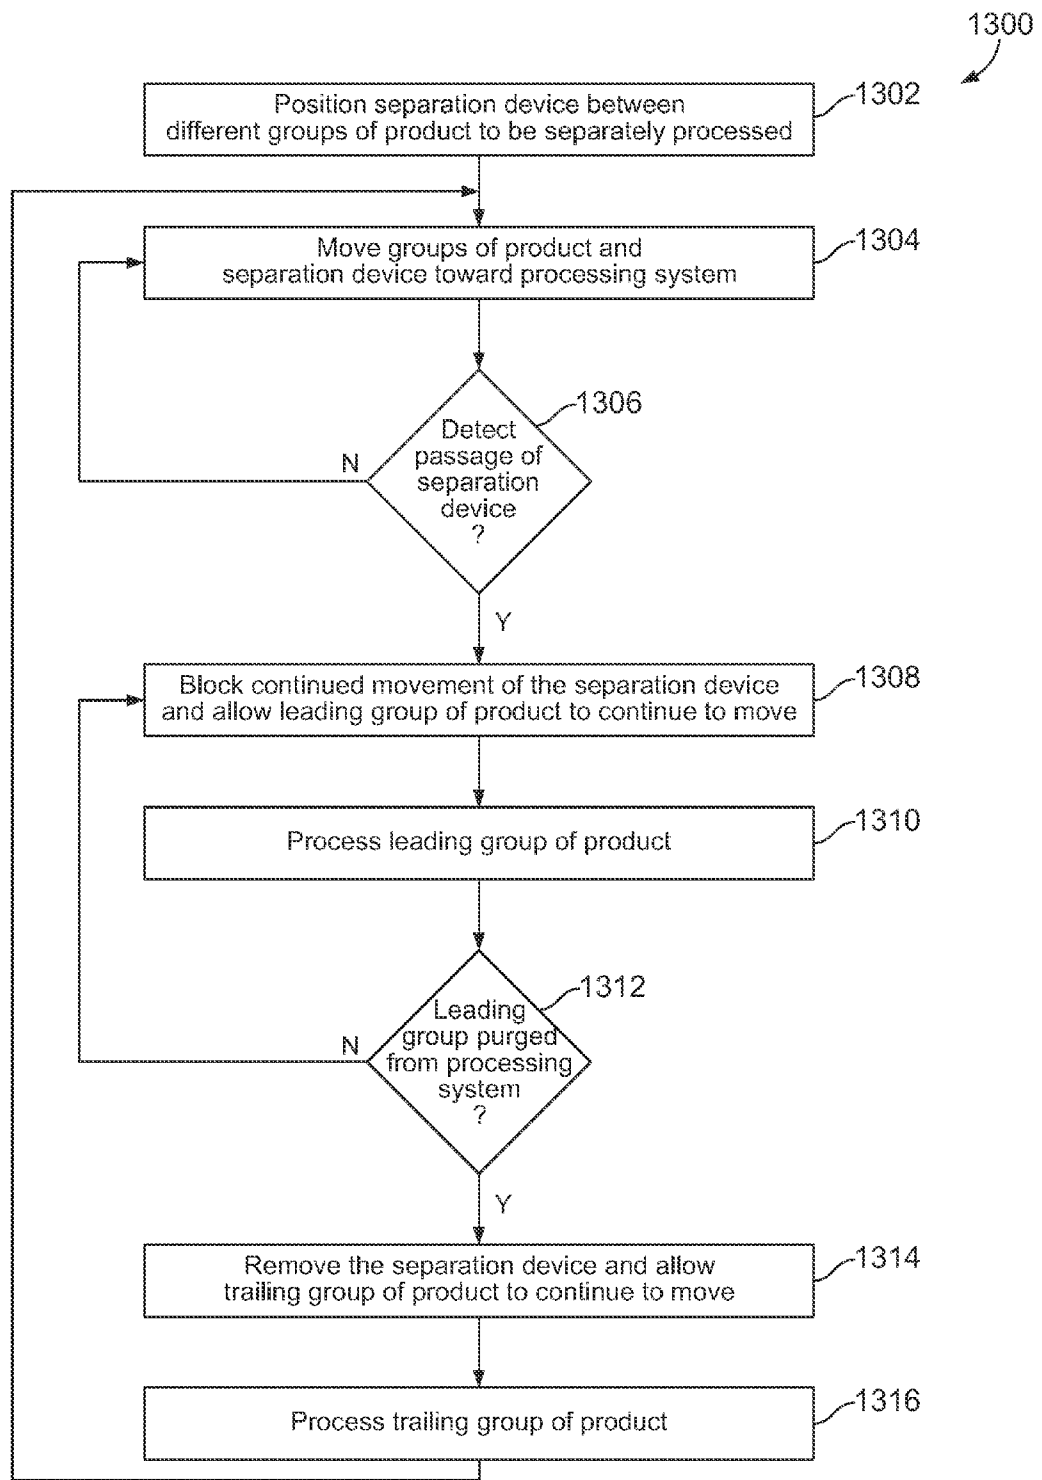 1300
Position separation device between
different groups of product to be separately processed
1302
Move groups of product and
separation device toward processing system
1304
1306
Detect
passage of
separation
device
?
N
Y
Block continued movement of the separation device
and allow leading group of product to continue to move
1308
Process leading group of product
1310
1312
Leading
group purged
from processing
system
?
N
Y
Remove the separation device and allow
trailing group of product to continue to move
1314
Process trailing group of product
1316